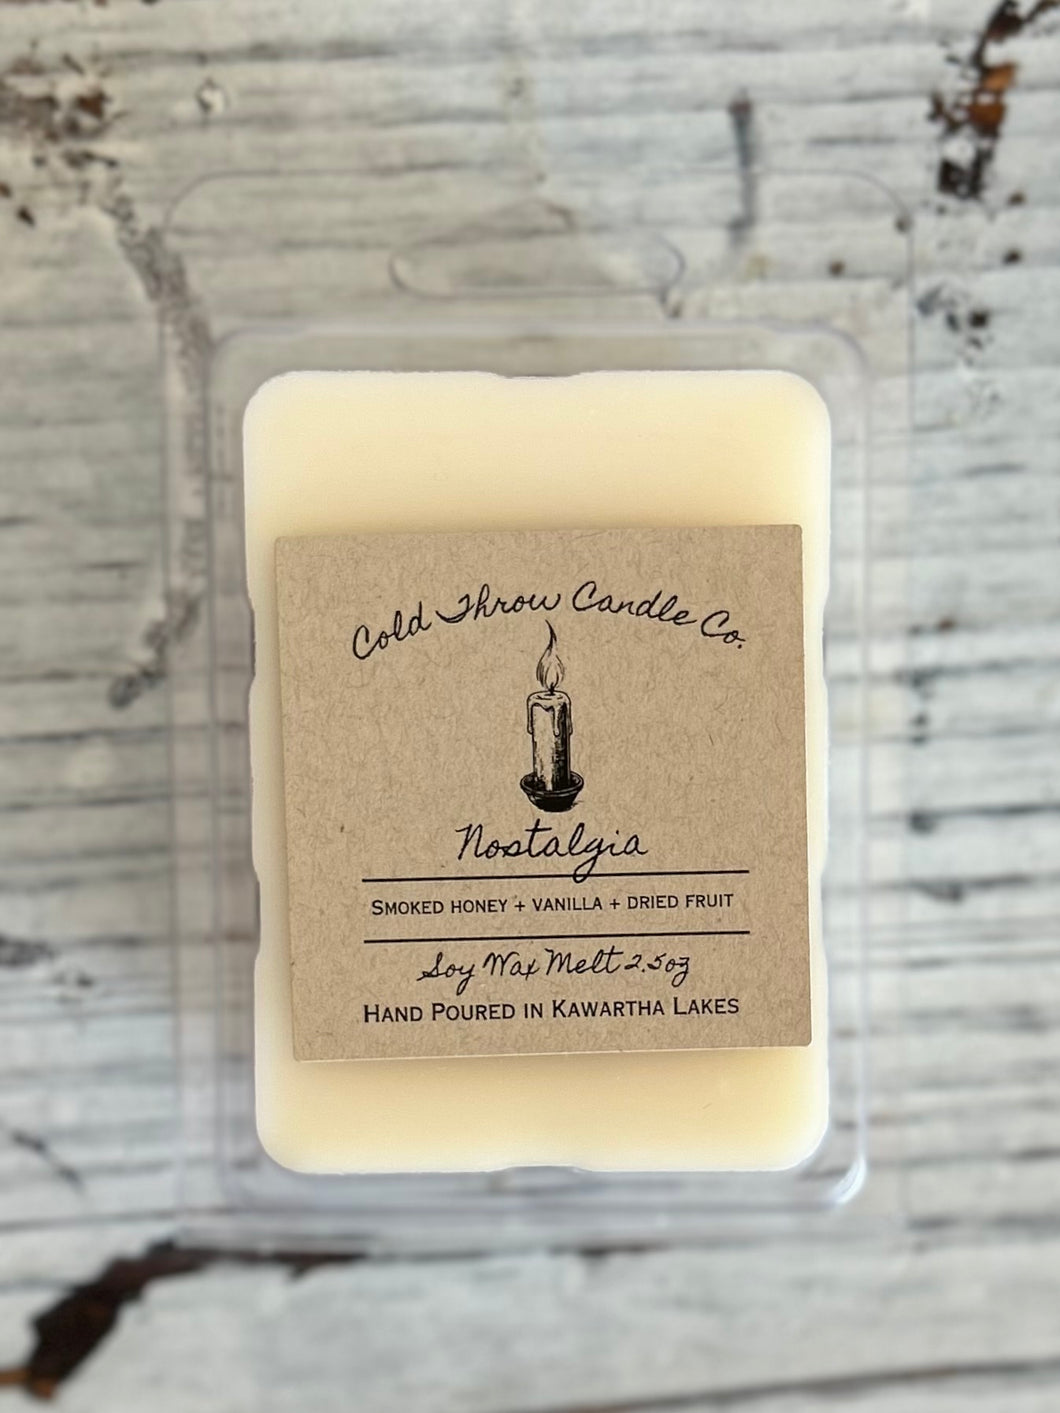 Cold Throw Candle Co.
Nostalgia
Smoked honey + vanilla + dried fruit
Soy Wax Melt 2.5oz
Hand Poured in Kawartha Lakes